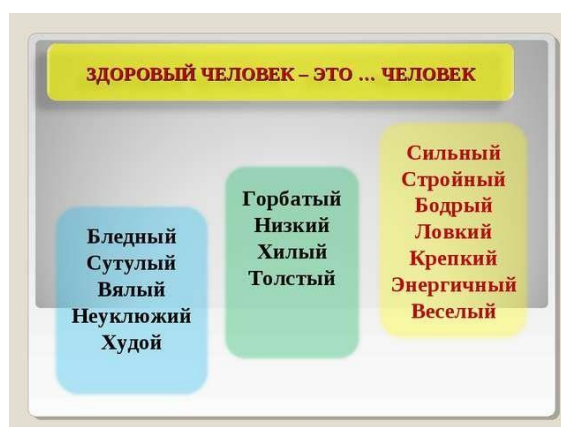 ЗДОРОВЫЙ ЧЕЛОВЕК – ЭТО … ЧЕЛОВЕК
Бледный
Сутулый
Вялый
Неуклюжий
Худой
Горбатый
Низкий
Хилый
Толстый
Сильный
Стройный
Бодрый
Ловкий
Крепкий
Энергичный
Веселый